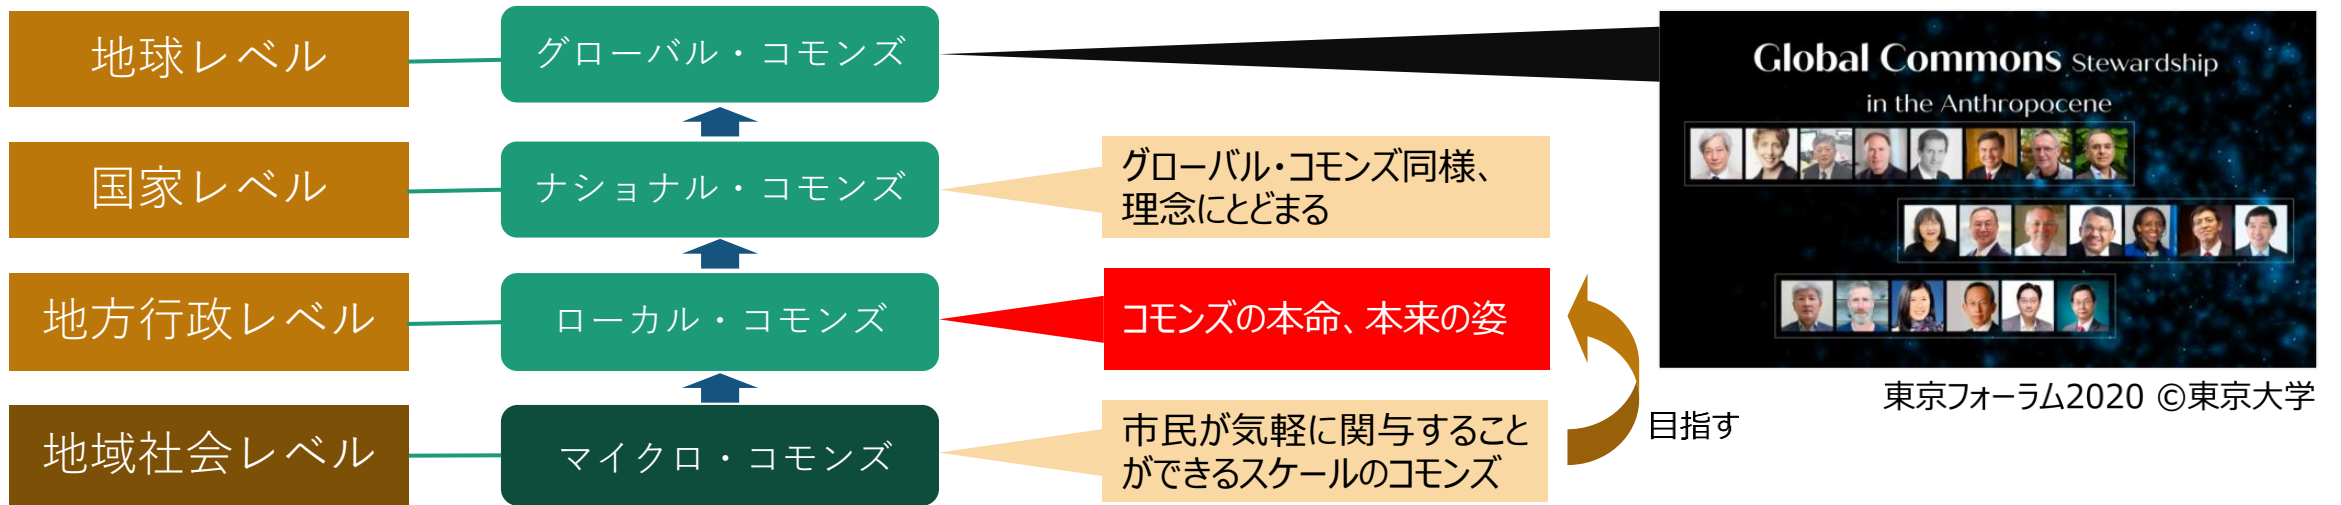 地球レベル
グローバル・コモンズ
Global Commons Stewardship
in the Anthropocene
国家レベル
ナショナル・コモンズ
グローバル・コモンズ同様、
理念にとどまる
地方行政レベル
ローカル・コモンズ
コモンズの本命、本来の姿
東京フォーラム2020 ©東京大学
目指す
地域社会レベル
マイクロ・コモンズ
市民が気軽に関与すること
ができるスケールのコモンズ